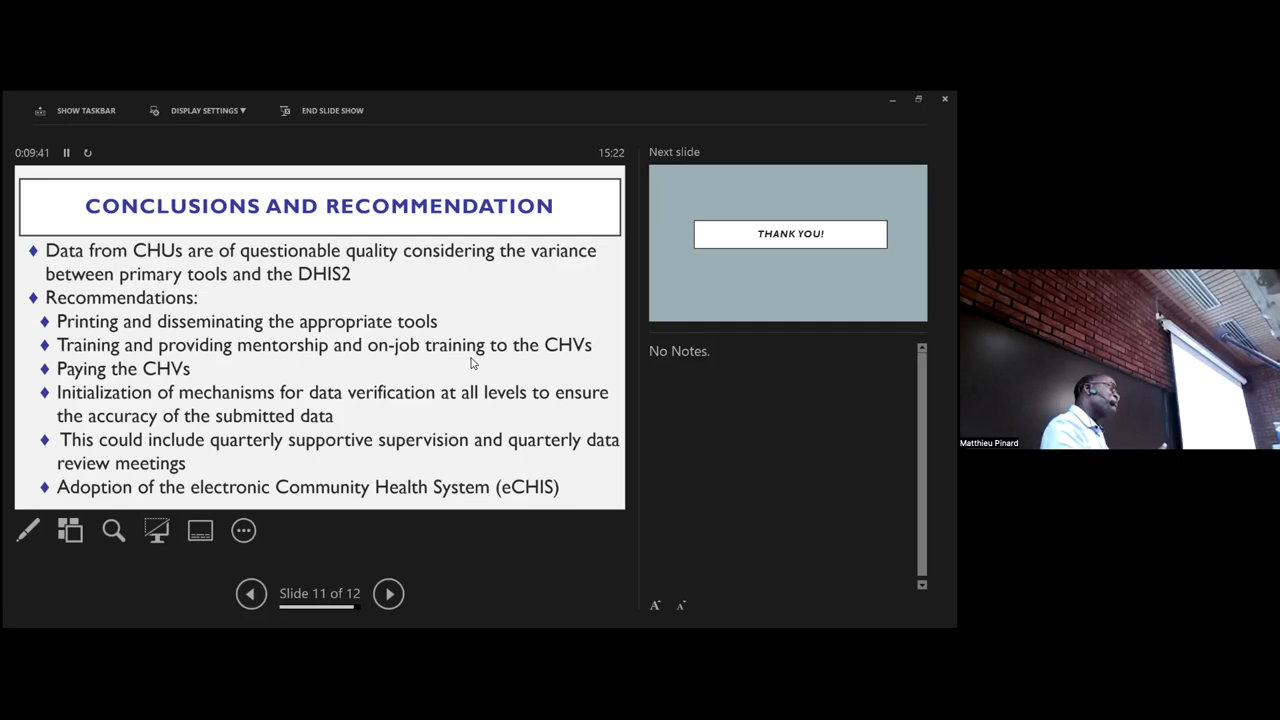 SHOW TASKBAR
DISPLAY SETTINGS ▼
END SLIDE SHOW
0:09:41
15:22
CONCLUSIONS AND RECOMMENDATION
♦ Data from CHUs are of questionable quality considering the variance
between primary tools and the DHIS2
♦ Recommendations:
♦ Printing and disseminating the appropriate tools
♦ Training and providing mentorship and on-job training to the CHVs
♦ Paying the CHVs
♦ Initialization of mechanisms for data verification at all levels to ensure
the accuracy of the submitted data
♦ This could include quarterly supportive supervision and quarterly data
review meetings
♦ Adoption of the electronic Community Health System (eCHIS)
Slide 11 of 12
Next slide
THANK YOU!
No Notes.
A A
Matthieu Pinard